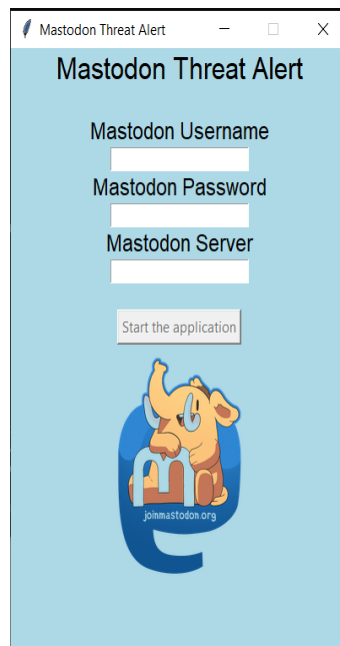 Mastodon Threat Alert
Mastodon Threat Alert
Mastodon Username
Mastodon Password
Mastodon Server
Start the application
joinmastodon.org